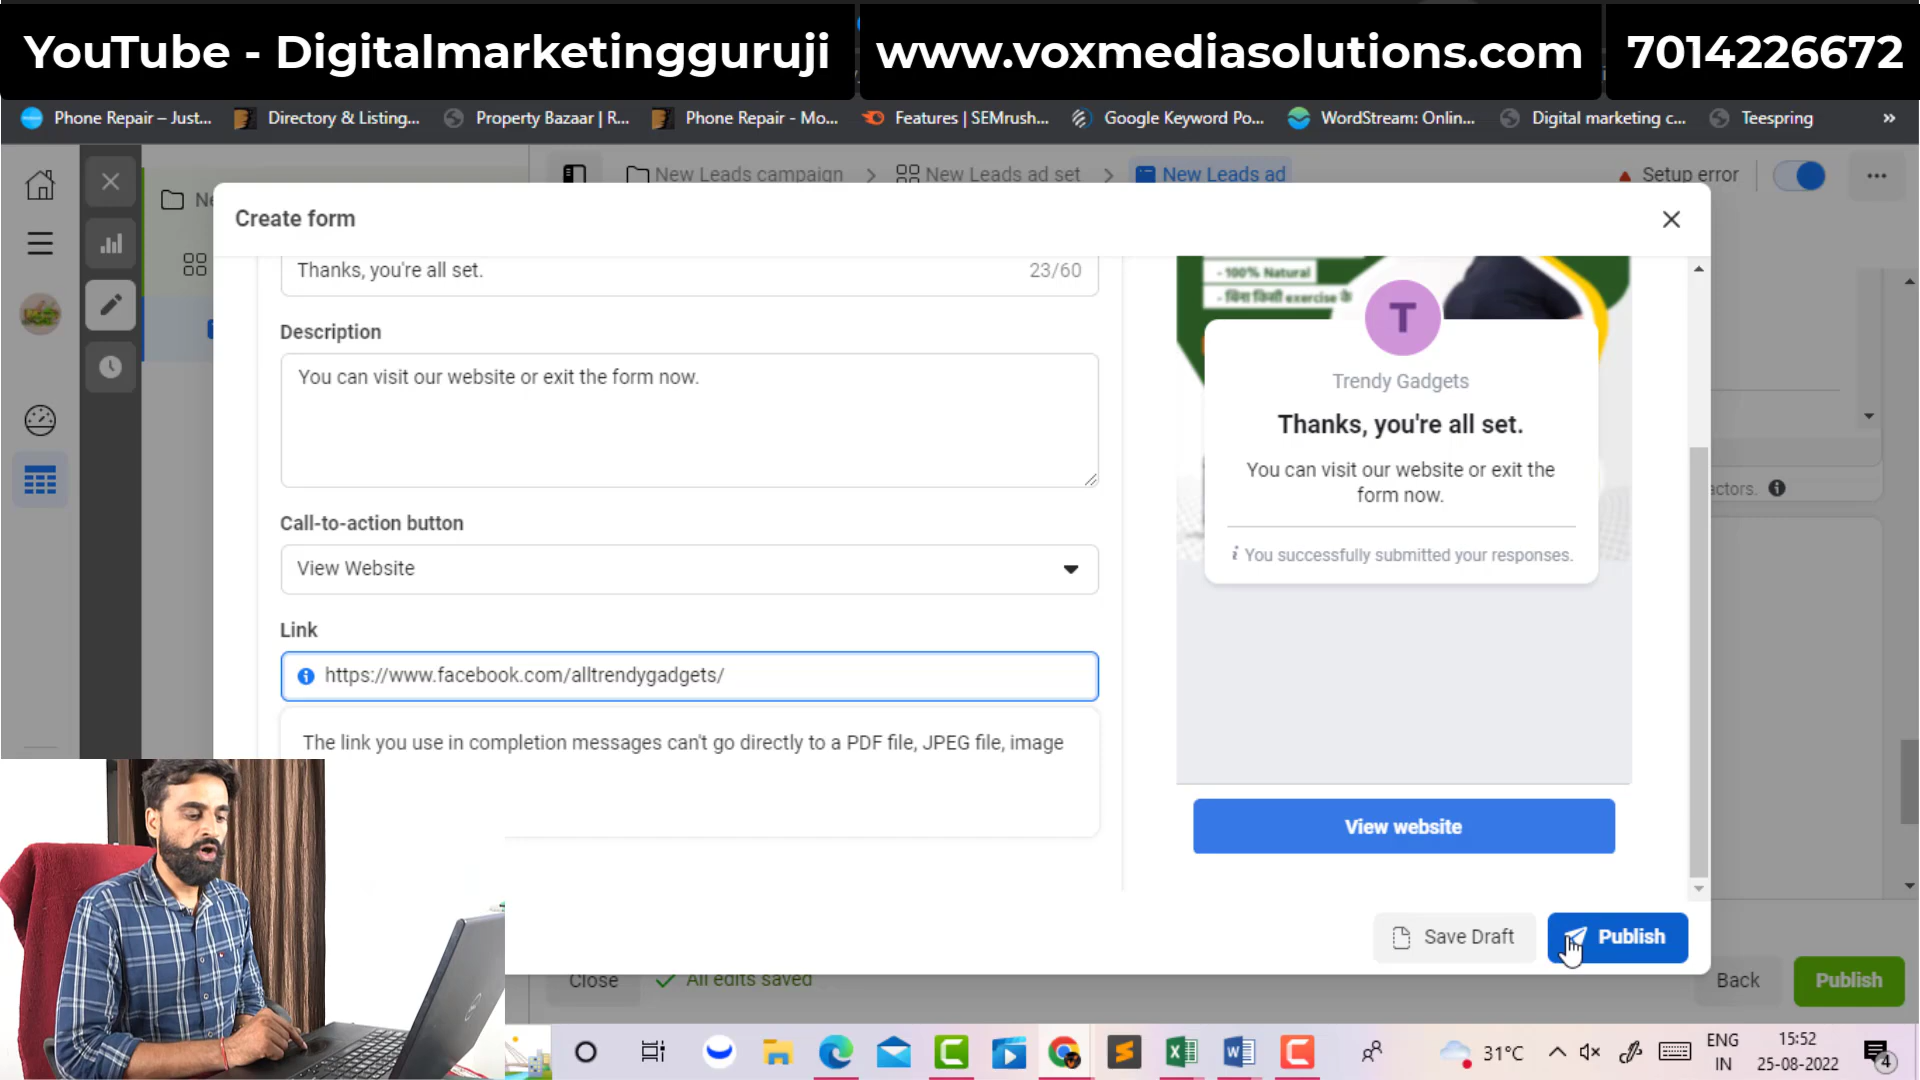 YouTube - Digitalmarketingguruji
www.voxmediasolutions.com
7014226672
Phone Repair – Just...
Directory & Listing...
Property Bazaar | R...
Phone Repair - Mo...
Features | SEMrush...
Google Keyword Po...
WordStream: Onlin...
Digital marketing c...
Teespring
»
Ne
New Leads campaign
New Leads ad set
New Leads ad
Setup error
Create form
Thanks, you're all set.
23/60
Description
You can visit our website or exit the form now.
Call-to-action button
View Website
Link
https://www.facebook.com/alltrendygadgets/
The link you use in completion messages can't go directly to a PDF file, JPEG file, image
- 100% Natural
- बिना किसी exercise के
T
Trendy Gadgets
Thanks, you're all set.
You can visit our website or exit the
form now.
You successfully submitted your responses.
View website
actors.
Save Draft
Publish
Close
All edits saved
Back
Publish
31°C
ENG
IN
15:52
25-08-2022
4